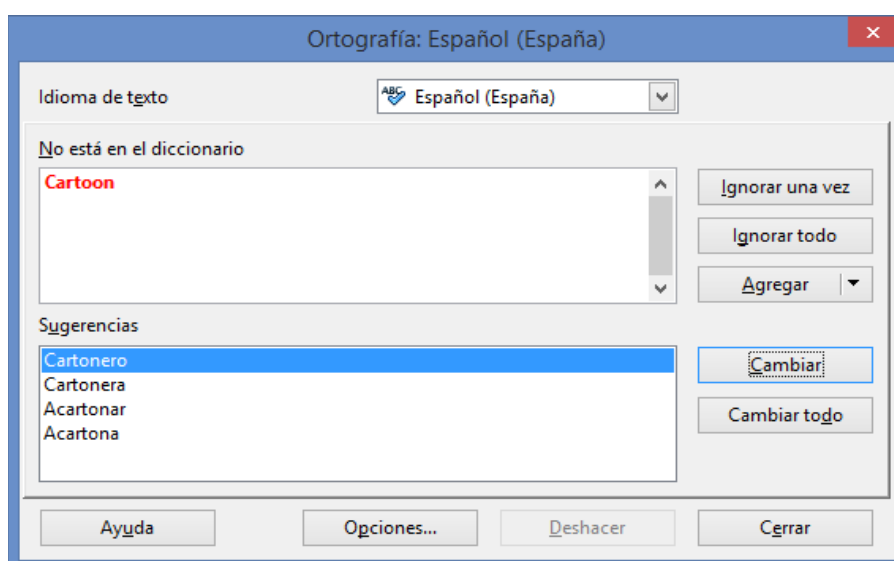 Ortografía: Español (España)
Idioma de texto
ABC Español (España)
No está en el diccionario
Cartoon
Ignorar una vez
Ignorar todo
Agregar
Sugerencias
Cartonero
Cartonera
Acartonar
Acartona
Cambiar
Cambiar todo
Ayuda
Opciones...
Deshacer
Cerrar